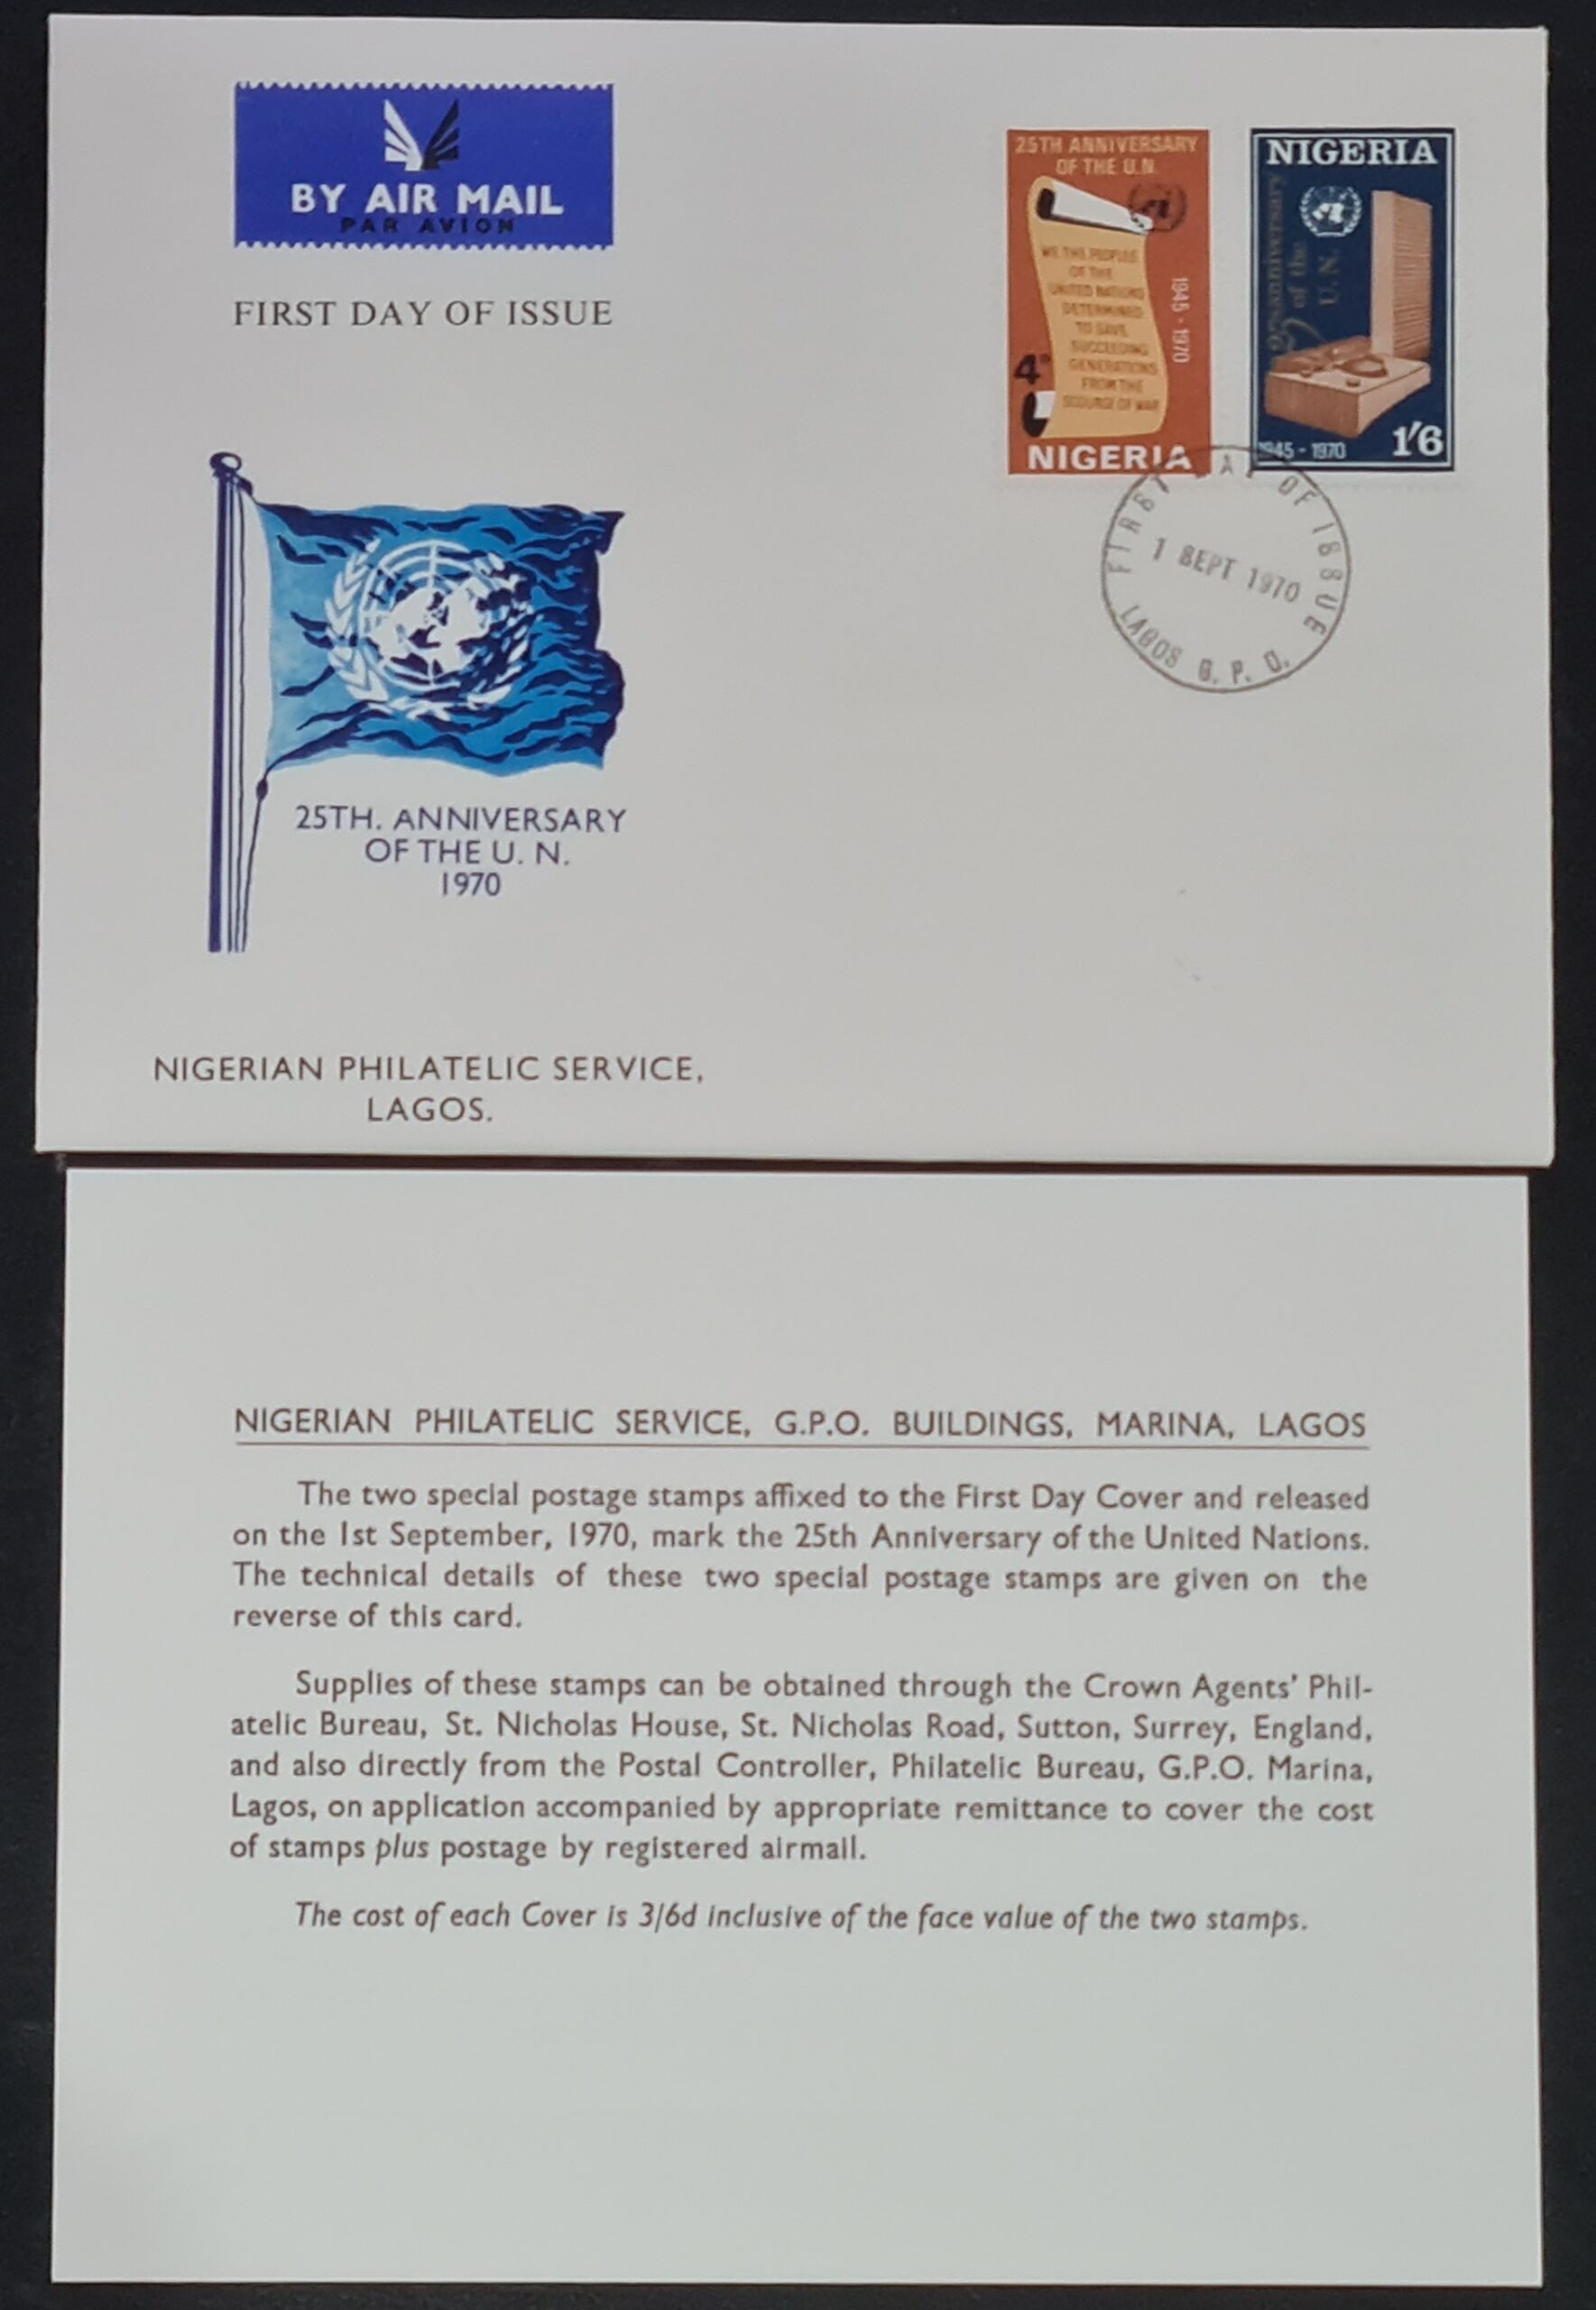 BY AIR MAIL
PAR AVION
FIRST DAY OF ISSUE
25TH ANNIVERSARY
OF THE U.N.
WE THE PEOPLES
OF THE
UNITED NATIONS
DETERMINED
TO SAVE
SUCCEEDING
GENERATIONS
FROM THE
SCOURGE OF WAR
1945 - 1970
4ᴰ
NIGERIA
NIGERIA
25th anniversary
of the
U.N.
1945 - 1970
1'6
FIRST DAY OF ISSUE
1 SEPT 1970
LAGOS G. P. O.
25TH. ANNIVERSARY
OF THE U. N.
1970
NIGERIAN PHILATELIC SERVICE,
LAGOS.
NIGERIAN PHILATELIC SERVICE, G.P.O. BUILDINGS, MARINA, LAGOS
The two special postage stamps affixed to the First Day Cover and released
on the 1st September, 1970, mark the 25th Anniversary of the United Nations.
The technical details of these two special postage stamps are given on the
reverse of this card.
Supplies of these stamps can be obtained through the Crown Agents' Phil-
atelic Bureau, St. Nicholas House, St. Nicholas Road, Sutton, Surrey, England,
and also directly from the Postal Controller, Philatelic Bureau, G.P.O. Marina,
Lagos, on application accompanied by appropriate remittance to cover the cost
of stamps plus postage by registered airmail.
The cost of each Cover is 3/6d inclusive of the face value of the two stamps.